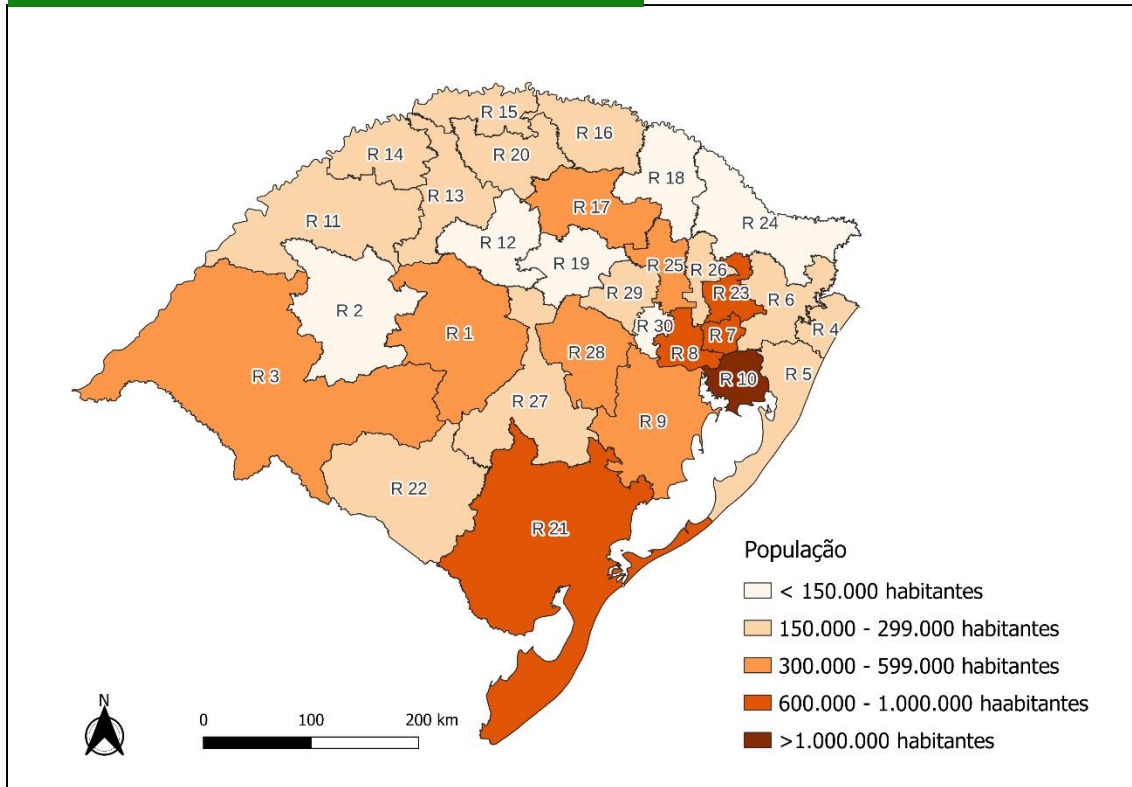 R 15
R 16
R 14
R 20
R 18
R 13
R 17
R 11
R 24
R 12
R 19
R 25
R 26
R 29
R 23
R 6
R 2
R 1
R 30
R 7
R 4
R 28
R 8
R 3
R 10
R 5
R 27
R 9
R 22
R 21
População
< 150.000 habitantes
150.000 - 299.000 habitantes
300.000 - 599.000 habitantes
600.000 - 1.000.000 haabitantes
>1.000.000 habitantes
N
0 100 200 km